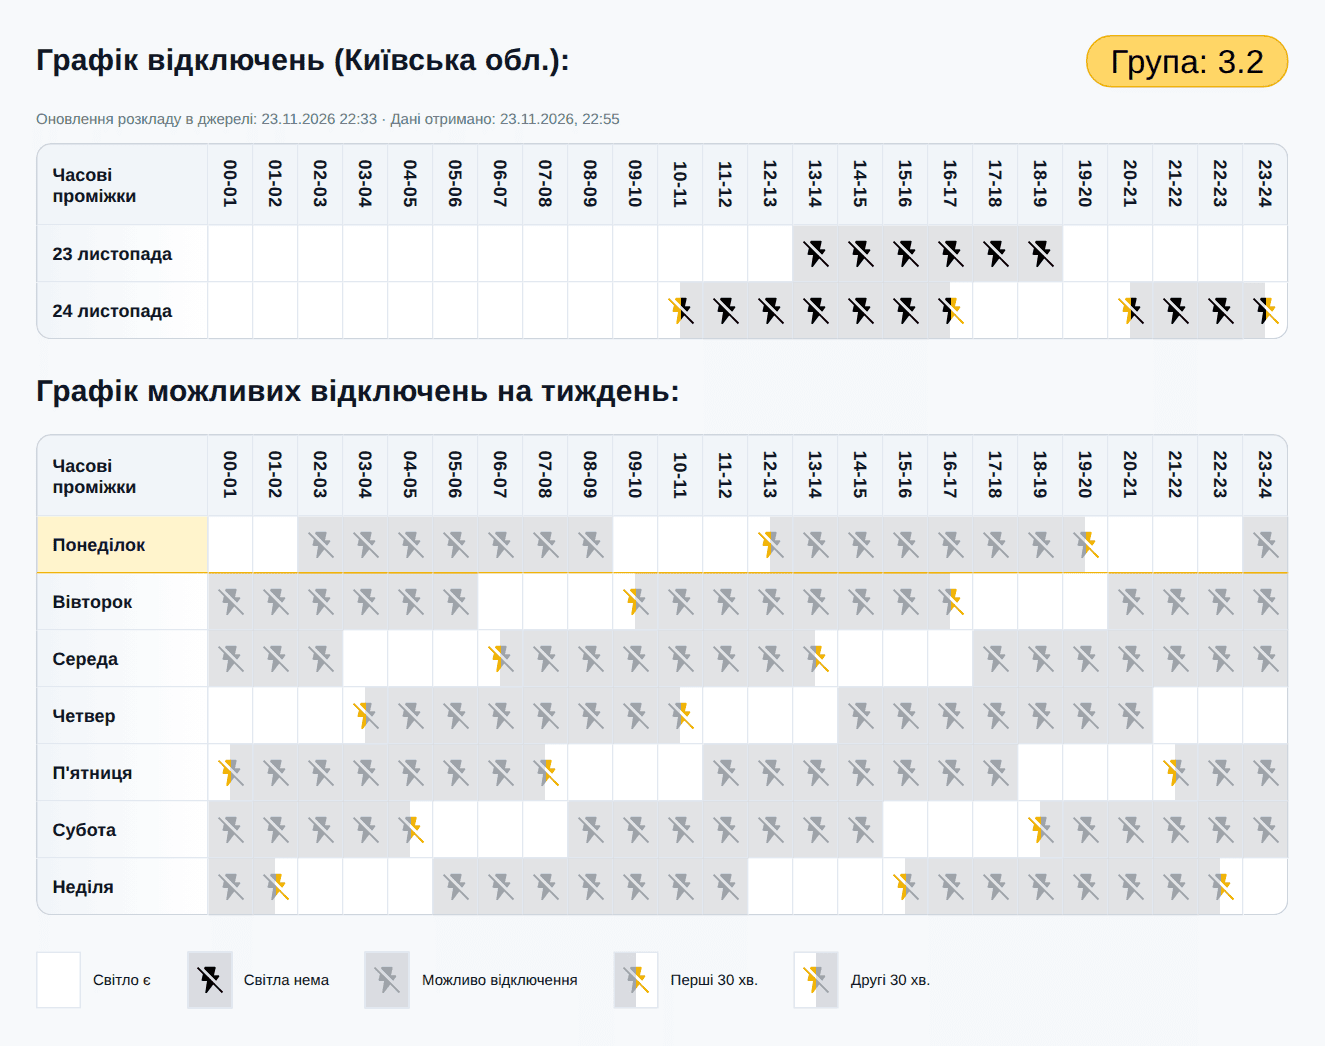 Графік відключень (Київська обл.):
Група: 3.2
Оновлення розкладу в джерелі: 23.11.2026 22:33 · Дані отримано: 23.11.2026, 22:55
Часові проміжки 00-01 01-02 02-03 03-04 04-05 05-06 06-07 07-08 08-09 09-10 10-11 11-12 12-13 13-14 14-15 15-16 16-17 17-18 18-19 19-20 20-21 21-22 22-23 23-24
23 листопада
24 листопада
Графік можливих відключень на тиждень:
Часові проміжки 00-01 01-02 02-03 03-04 04-05 05-06 06-07 07-08 08-09 09-10 10-11 11-12 12-13 13-14 14-15 15-16 16-17 17-18 18-19 19-20 20-21 21-22 22-23 23-24
Понеділок
Вівторок
Середа
Четвер
П'ятниця
Субота
Неділя
Світло є Світла нема Можливо відключення Перші 30 хв. Другі 30 хв.